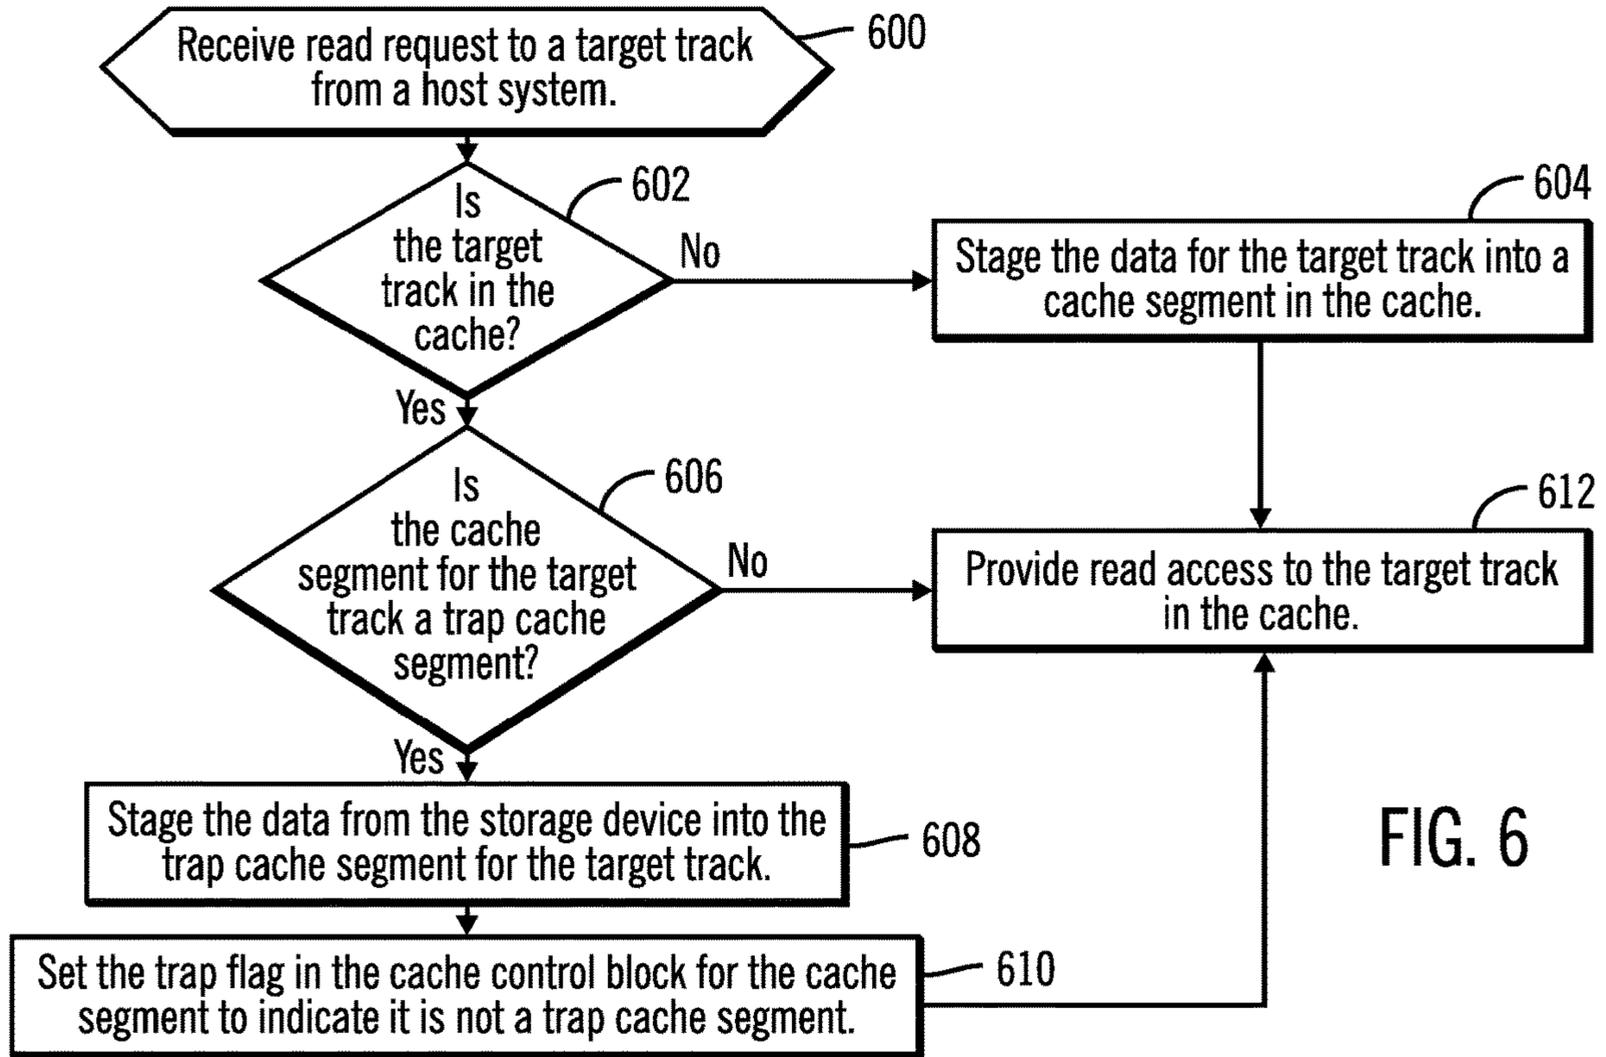 Receive read request to a target track
from a host system.
600
Is
the target
track in the
cache?
602
No
Stage the data for the target track into a
cache segment in the cache.
604
Yes
Is
the cache
segment for the target
track a trap cache
segment?
606
No
Provide read access to the target track
in the cache.
612
Yes
Stage the data from the storage device into the
trap cache segment for the target track.
608
Set the trap flag in the cache control block for the cache
segment to indicate it is not a trap cache segment.
610
FIG. 6